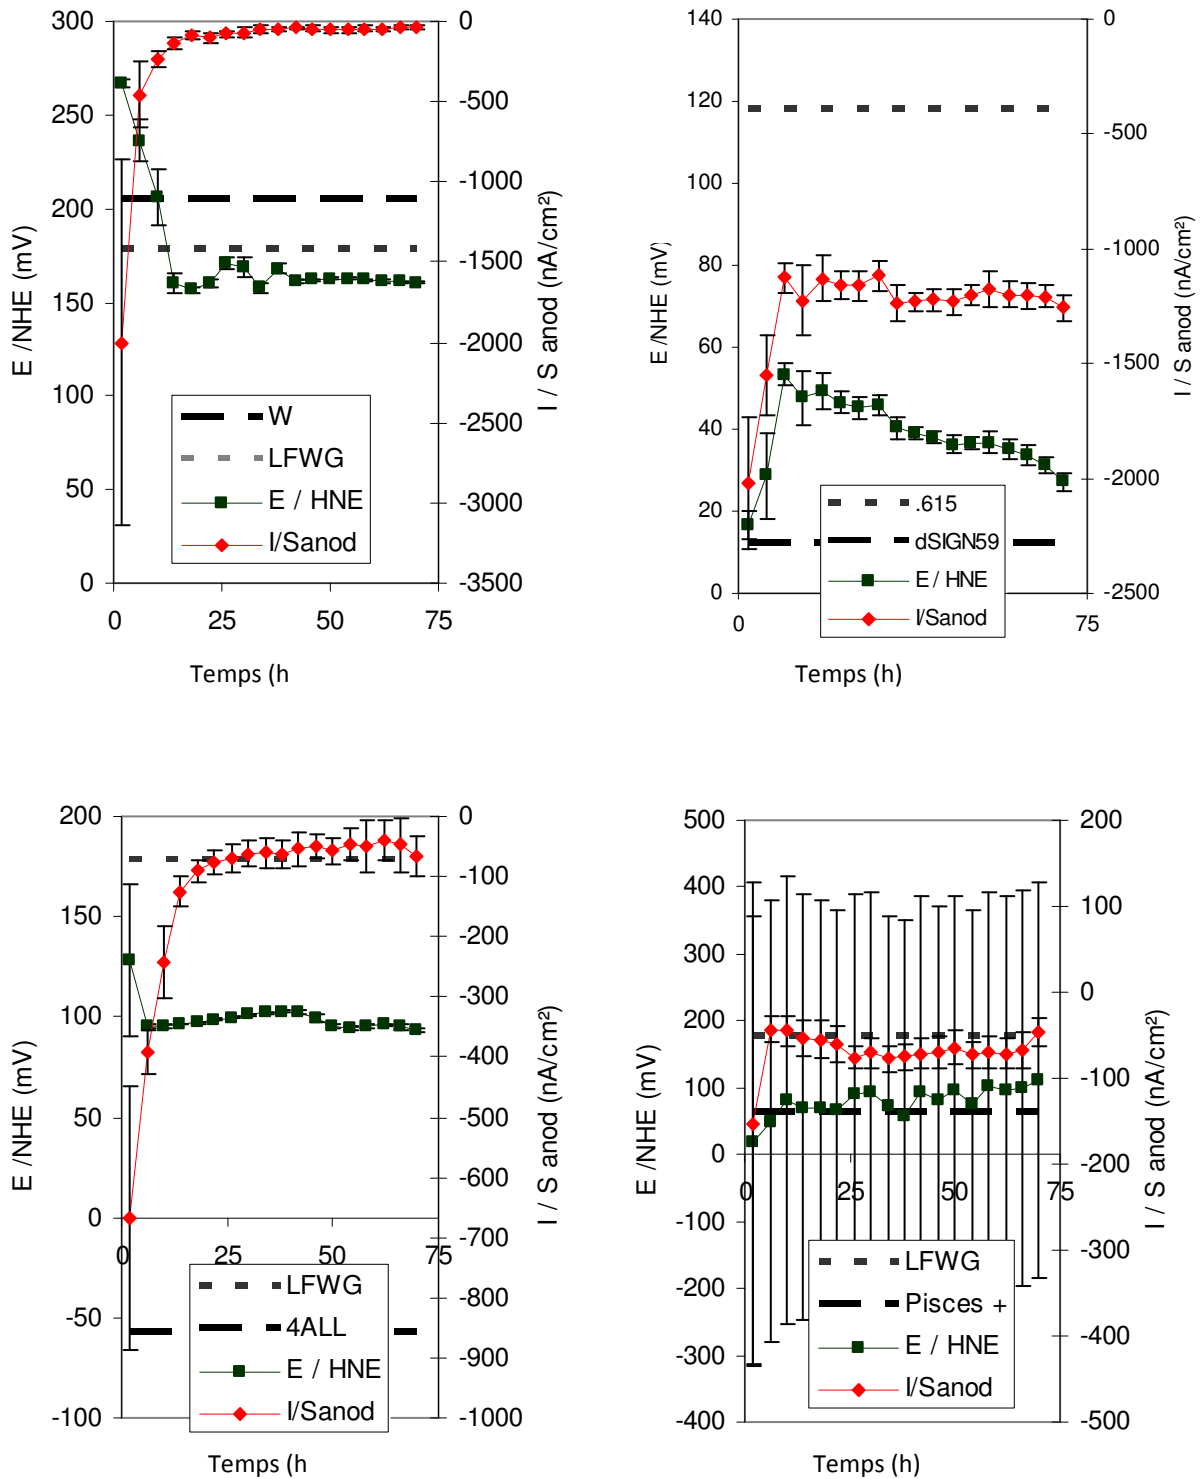 300
250
200
150
100
50
0
E /NHE (mV)
0
-500
-1000
-1500
-2000
-2500
-3000
-3500
I / S anod (nA/cm²)
W
LFWG
E / HNE
I/Sanod
0
25
50
75
Temps (h
140
120
100
80
60
40
20
0
E /NHE (mV)
0
-500
-1000
-1500
-2000
-2500
I / S anod (nA/cm²)
.615
dSIGN59
E / HNE
I/Sanod
0
75
Temps (h)
200
150
100
50
0
-50
-100
E /NHE (mV)
0
-100
-200
-300
-400
-500
-600
-700
-800
-900
-1000
I / S anod (nA/cm²)
0
25
50
75
LFWG
4ALL
E / HNE
I/Sanod
Temps (h
500
400
300
200
100
0
-100
-200
-300
-400
E /NHE (mV)
200
100
0
-100
-200
-300
-400
-500
I / S anod (nA/cm²)
0
25
50
75
LFWG
Pisces +
E / HNE
I/Sanod
Temps (h)